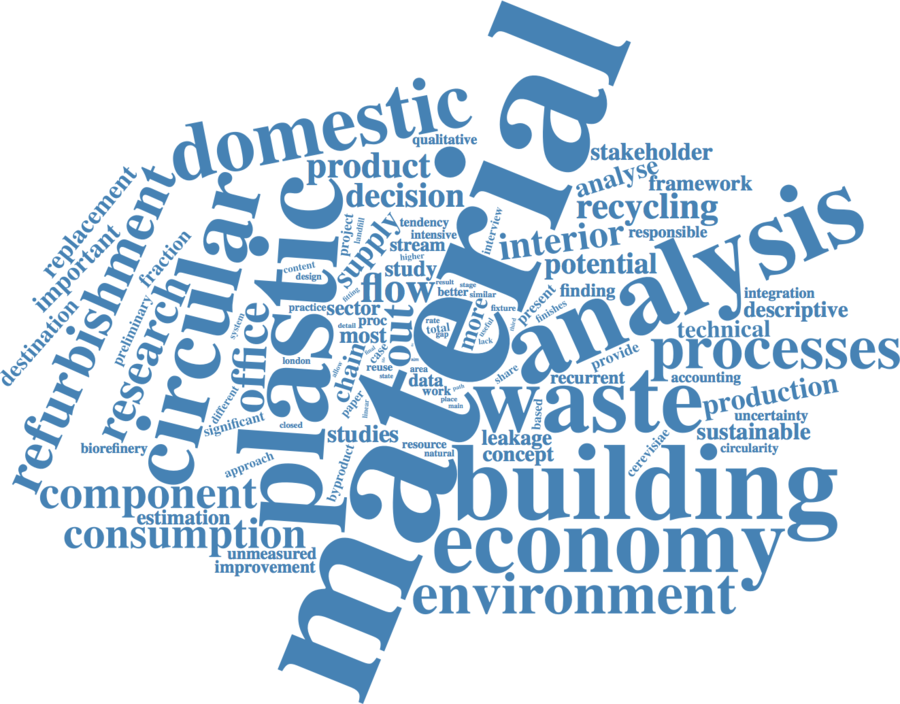 material
domestic
qualitative
product
decision
stakeholder
analyse
framework
recycling
responsible
interior
potential
replacement
important
refurbishment
circular
plastic
destination
fraction
preliminary
research
office
system
different
significant
biorefinery
approach
component
estimation
consumption
unmeasured
improvement
project
landfill
supply
tendency
intensive
stream
higher
interview
content
design
fitting
study
flow
result
stage
better
similar
practice
sector
detail
proc
most
out
rate
total
gap
more
useful
lack
fixture
present
finishes
finding
analysis
integration
descriptive
technical
processes
provide
share
recurrent
accounting
production
uncertainty
sustainable
circularity
london
closed
chain
case
reuse
state
allow
area
data
work
path
place
main
paper
linear
studies
resource
natural
byproduct
waste
based
leakage
concept
cerevisiae
building
economy
environment